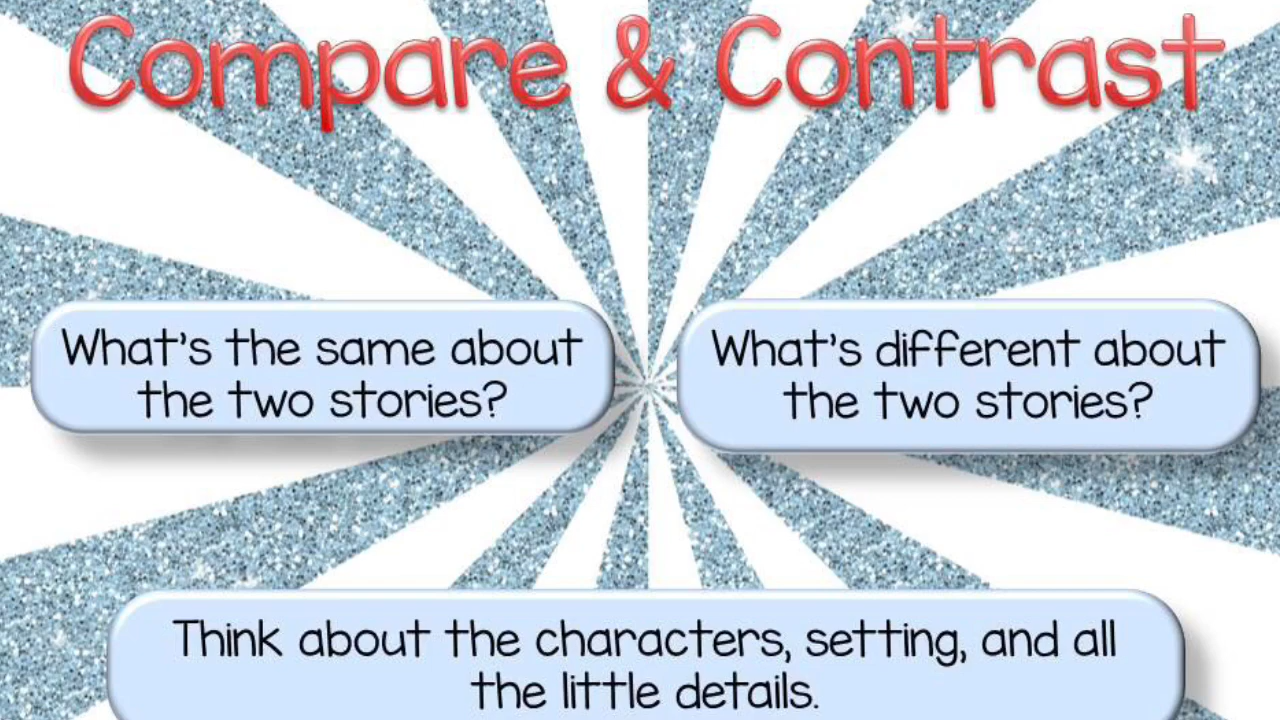 Compare & Contrast
What's the same about
the two stories?
What's different about
the two stories?
Think about the characters, setting, and all
the little details.